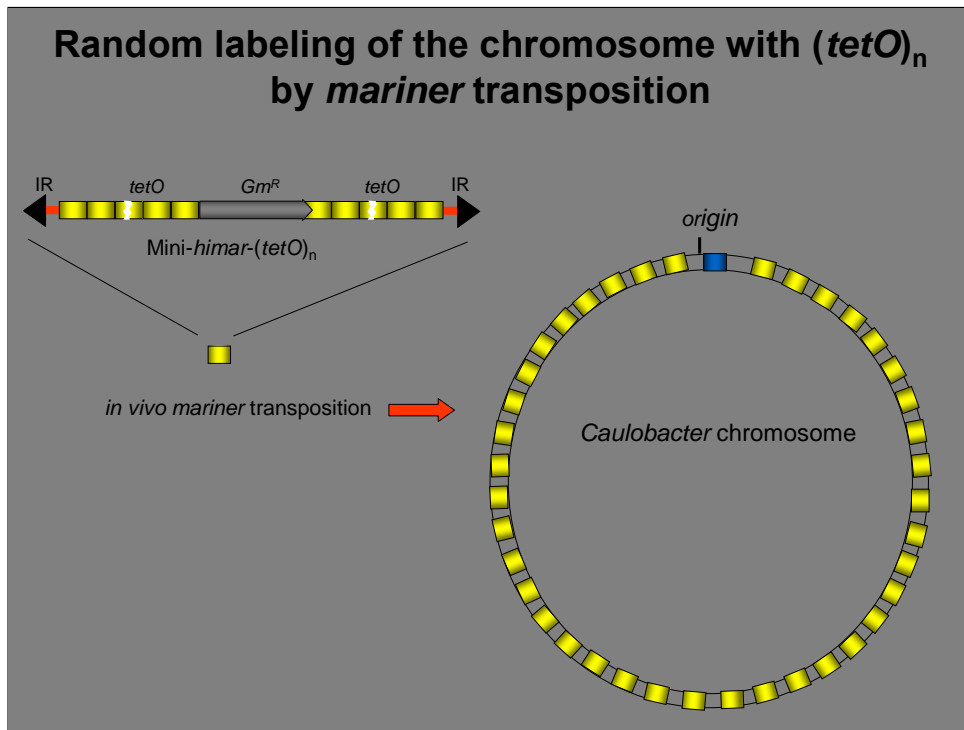 Random labeling of the chromosome with (tetO)n
by mariner transposition
IR
tetO
GmR
tetO
IR
Mini-himar-(tetO)n
origin
in vivo mariner transposition
Caulobacter chromosome